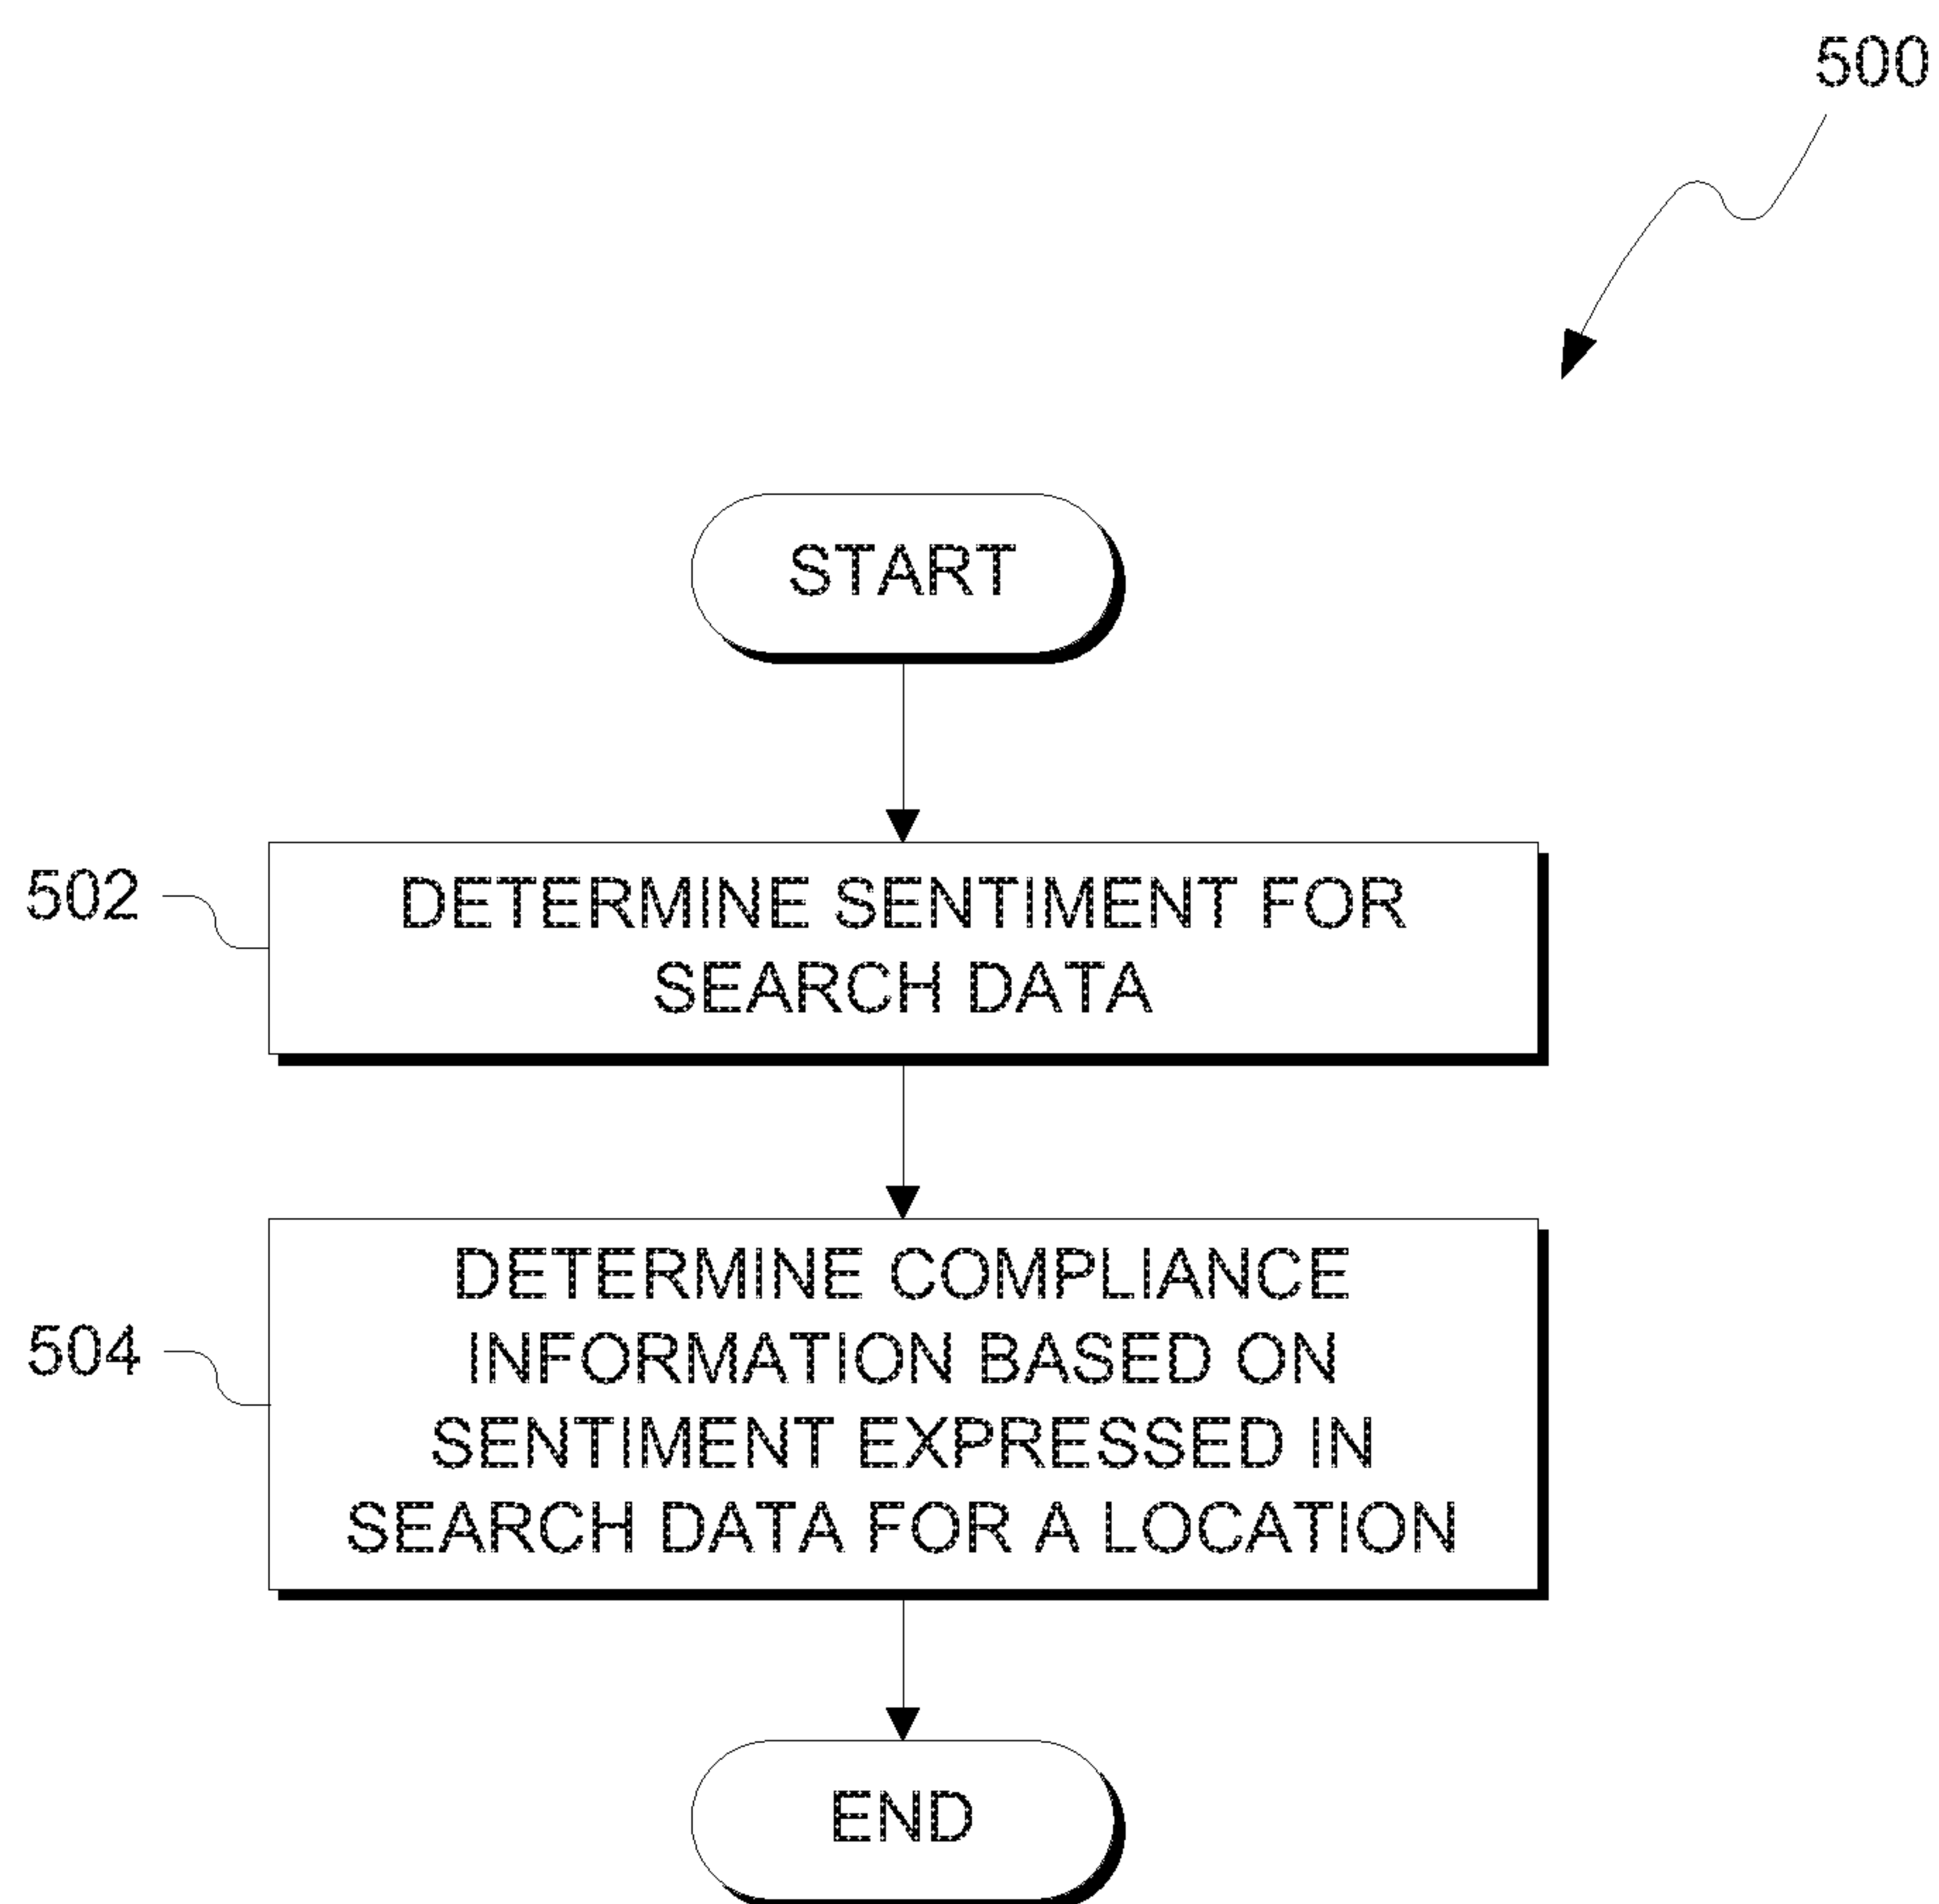 500
START
502
DETERMINE SENTIMENT FOR
SEARCH DATA
504
DETERMINE COMPLIANCE
INFORMATION BASED ON
SENTIMENT EXPRESSED IN
SEARCH DATA FOR A LOCATION
END